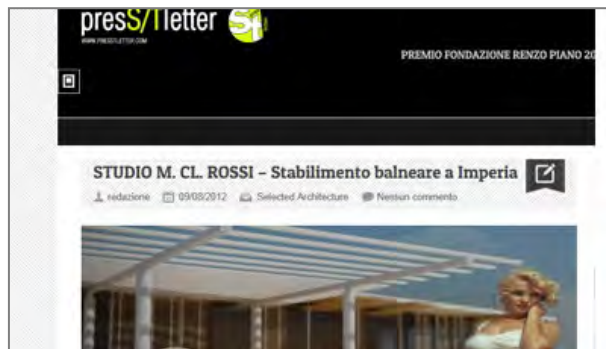 presS/Tletter
WWW.PRESSTLETTER.COM
PREMIO FONDAZIONE RENZO PIANO 20
STUDIO M. CL. ROSSI – Stabilimento balneare a Imperia
redazione 09/08/2012 Selected Architecture Nessun commento